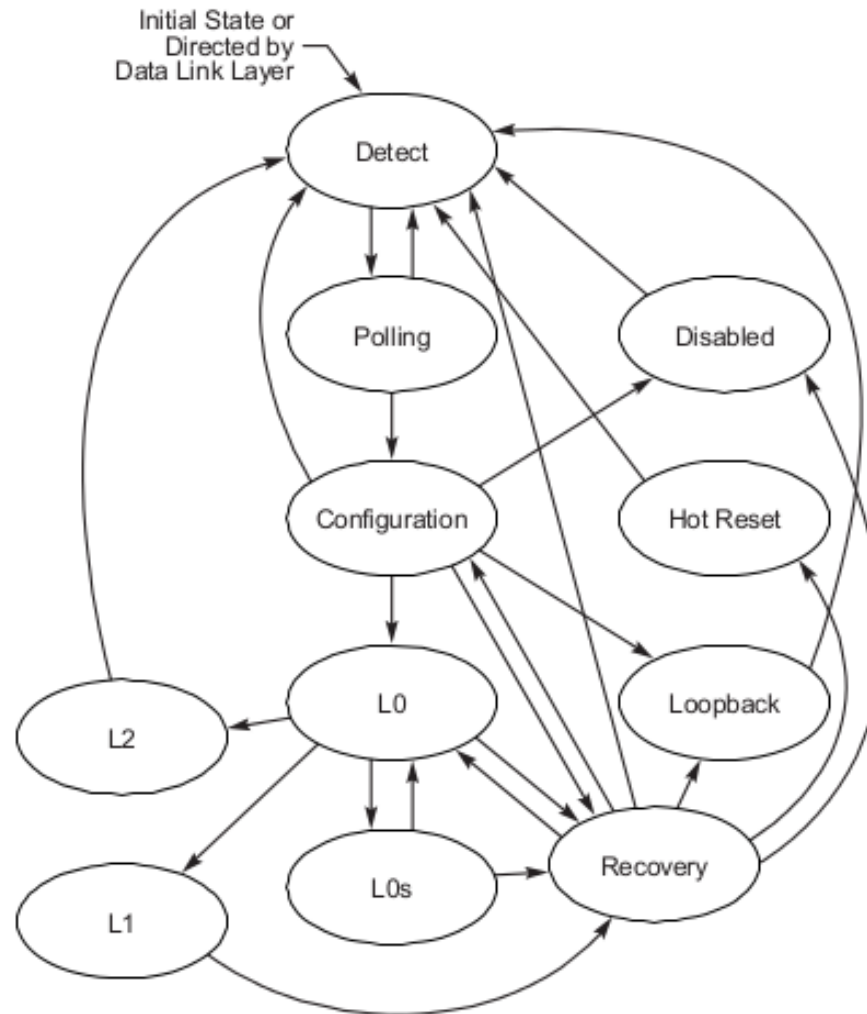 Initial State or
Directed by
Data Link Layer
Detect
Polling
Disabled
Configuration
Hot Reset
L0
Loopback
L2
L0s
Recovery
L1